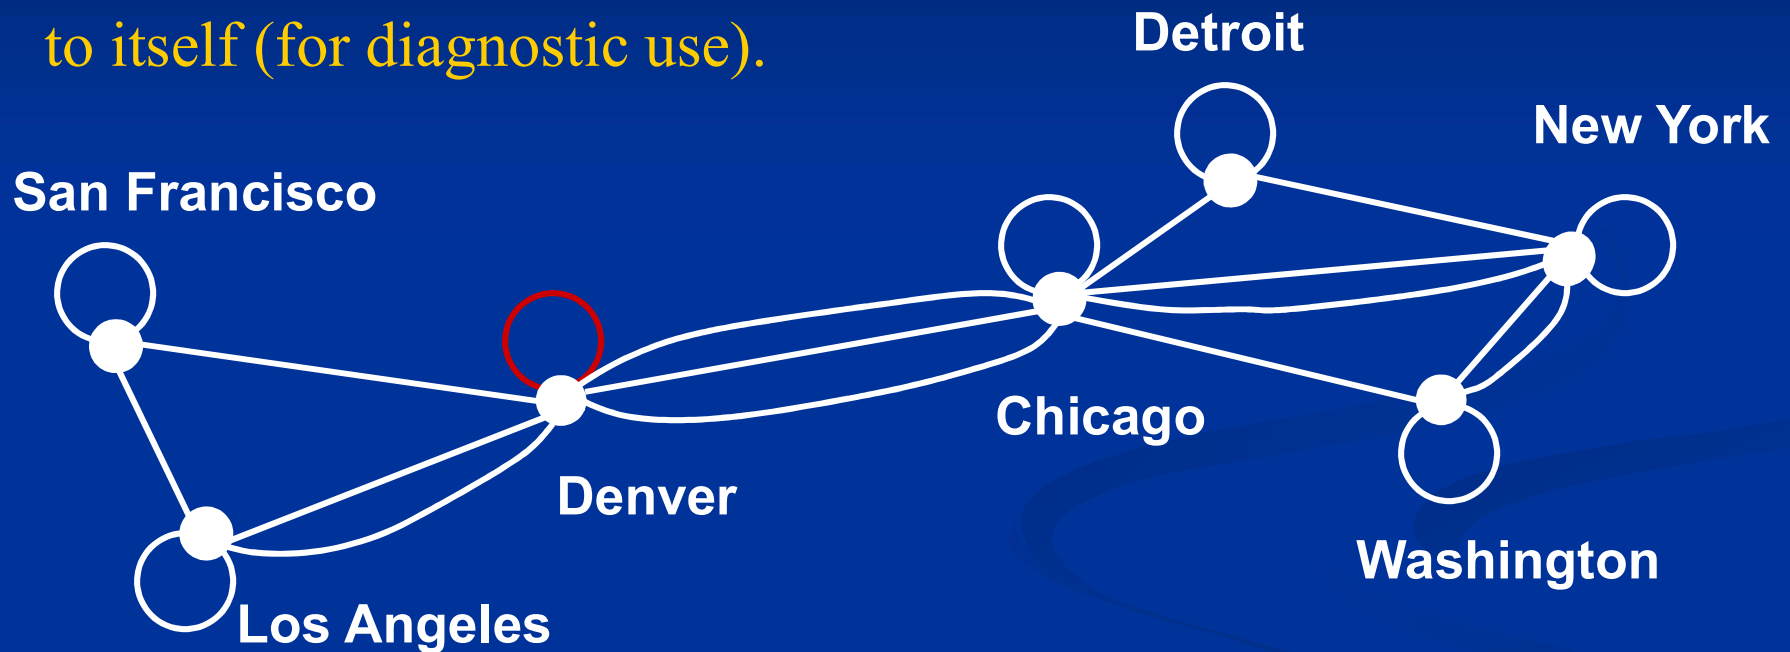 to itself (for diagnostic use).
Detroit
New York
San Francisco
Chicago
Denver
Washington
Los Angeles